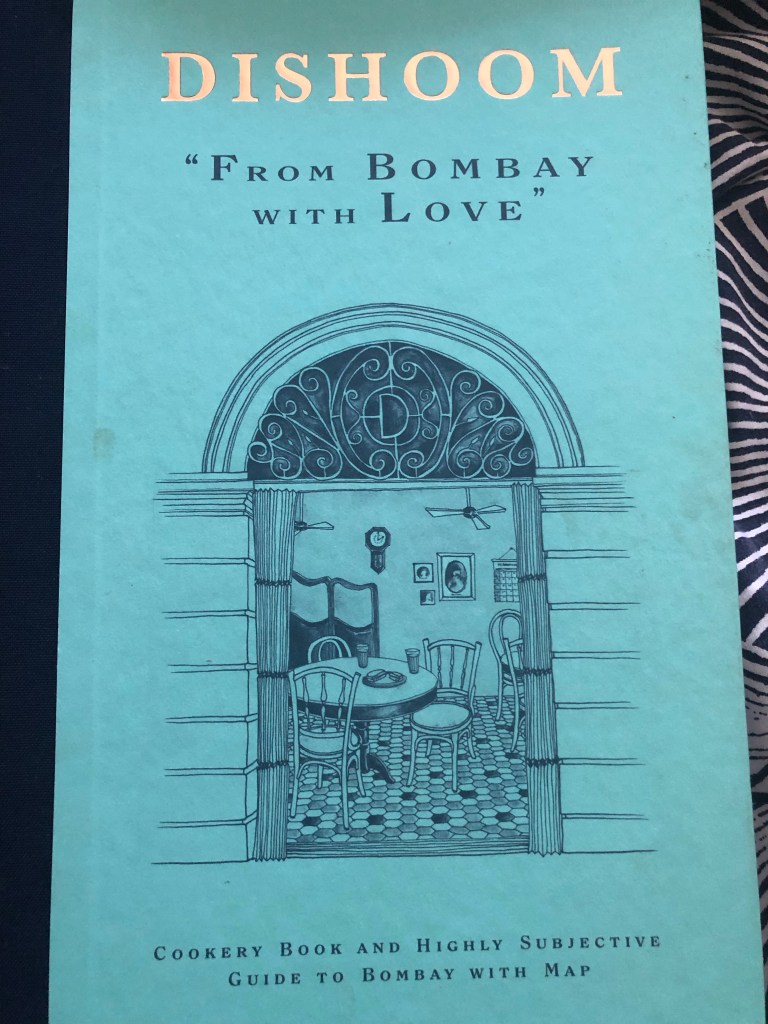 DISHOOM
“FROM BOMBAY
WITH LOVE”
D
COOKERY BOOK AND HIGHLY SUBJECTIVE
GUIDE TO BOMBAY WITH MAP